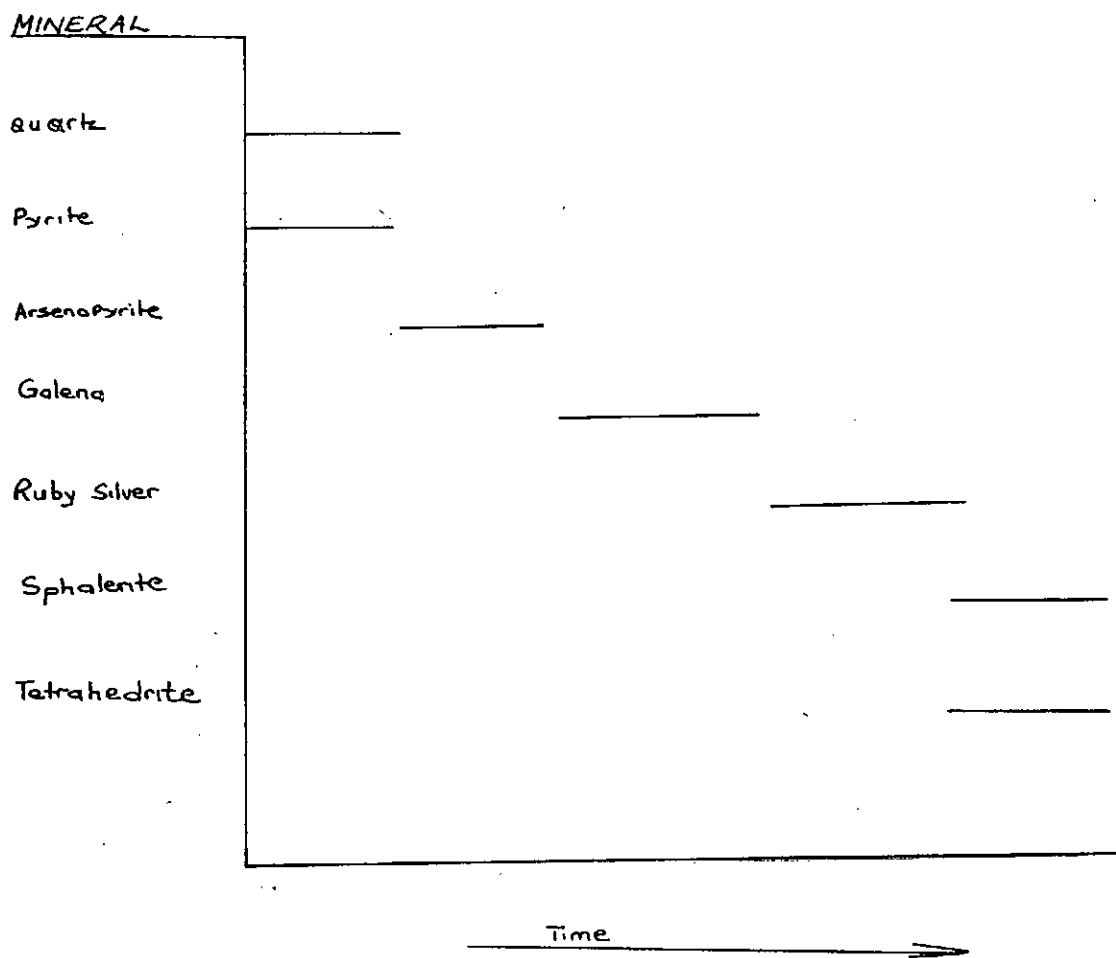 MINERAL
Quartz
Pyrite
Arsenopyrite
Galena
Ruby Silver
Sphalerite
Tetrahedrite
Time